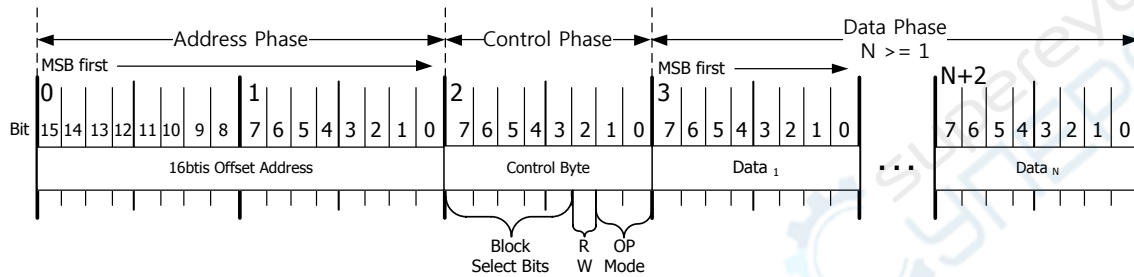 Address Phase
Control Phase
Data Phase
N >= 1
MSB first
MSB first
0
1
2
3
N+2
Bit 15 14 13 12 11 10 9 8 7 6 5 4 3 2 1 0 7 6 5 4 3 2 1 0 7 6 5 4 3 2 1 0 7 6 5 4 3 2 1 0
16btis Offset Address
Control Byte
Data 1
...
Data N
Block
Select Bits
R
W
OP
Mode